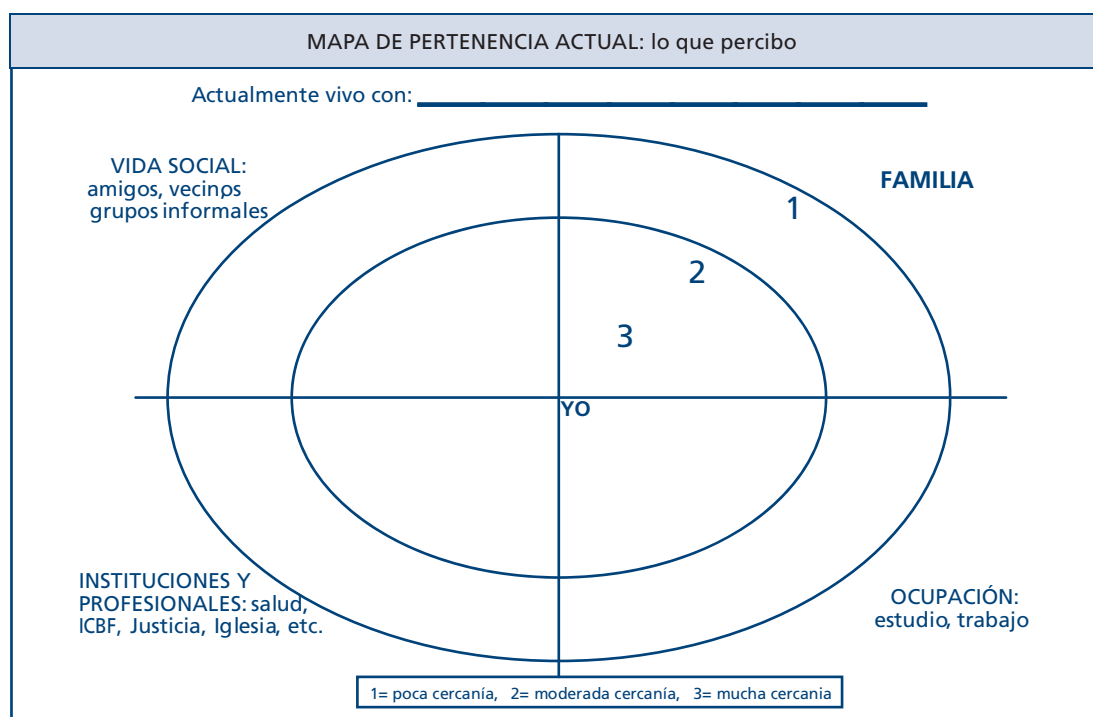 MAPA DE PERTENENCIA ACTUAL: lo que percibo
Actualmente vivo con:
VIDA SOCIAL:
amigos, vecinos
grupos informales
FAMILIA
1
2
3
YO
INSTITUCIONES Y
PROFESIONALES: salud,
ICBF, Justicia, Iglesia, etc.
OCUPACIÓN:
estudio, trabajo
1= poca cercanía, 2= moderada cercanía, 3= mucha cercania